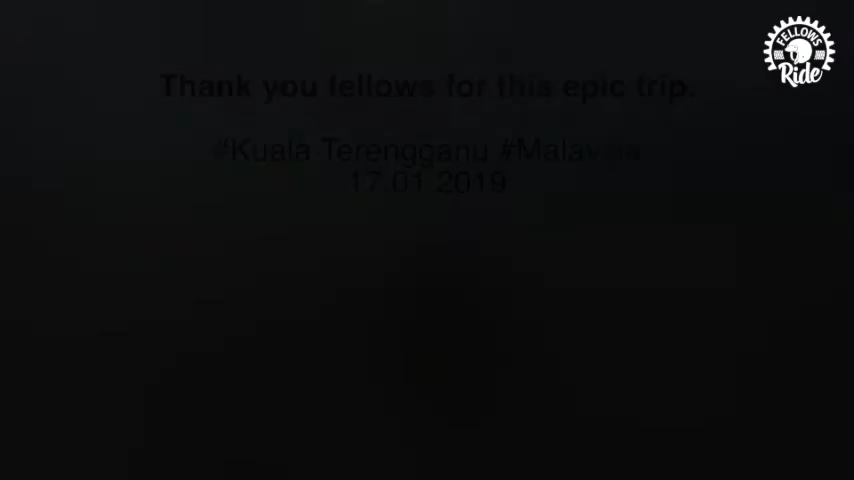 FELLOWS
Ride
Thank you fellows for this epic trip.
#Kuala Terengganu #Malaysia
17.01.2019